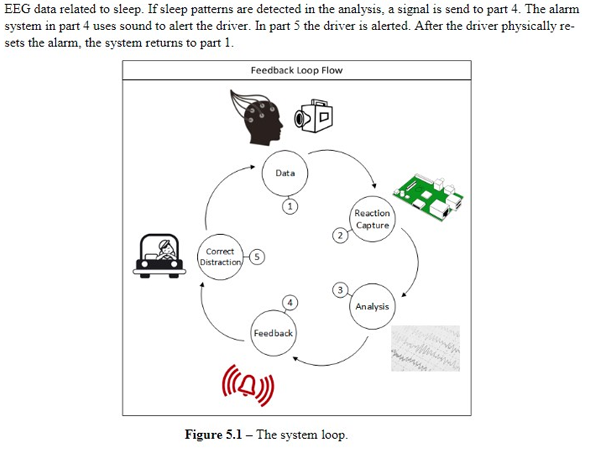 EEG data related to sleep. If sleep patterns are detected in the analysis, a signal is send to part 4. The alarm
system in part 4 uses sound to alert the driver. In part 5 the driver is alerted. After the driver physically re-
sets the alarm, the system returns to part 1.
Feedback Loop Flow
Data
1
Reaction
Capture
2
3
Analysis
4
Feedback
Correct
Distraction
5
Figure 5.1 – The system loop.